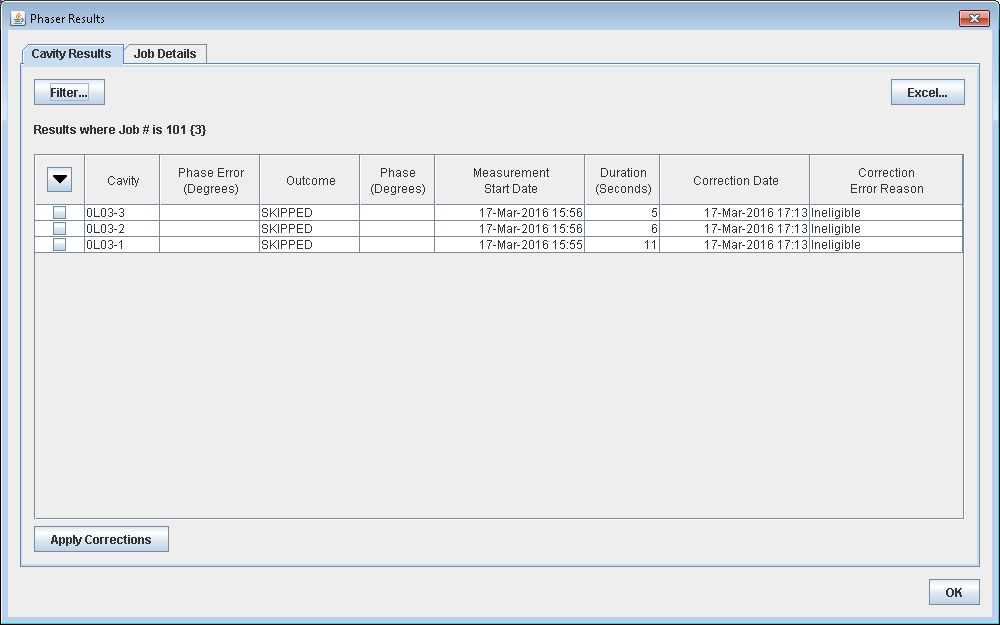 Phaser Results
Cavity Results Job Details
Filter... Excel...
Results where Job # is 101 {3}
Cavity Phase Error (Degrees) Outcome Phase (Degrees) Measurement Start Date Duration (Seconds) Correction Date Correction Error Reason
0L03-3 SKIPPED 17-Mar-2016 15:56 5 17-Mar-2016 17:13 Ineligible
0L03-2 SKIPPED 17-Mar-2016 15:56 6 17-Mar-2016 17:13 Ineligible
0L03-1 SKIPPED 17-Mar-2016 15:55 11 17-Mar-2016 17:13 Ineligible
Apply Corrections
OK